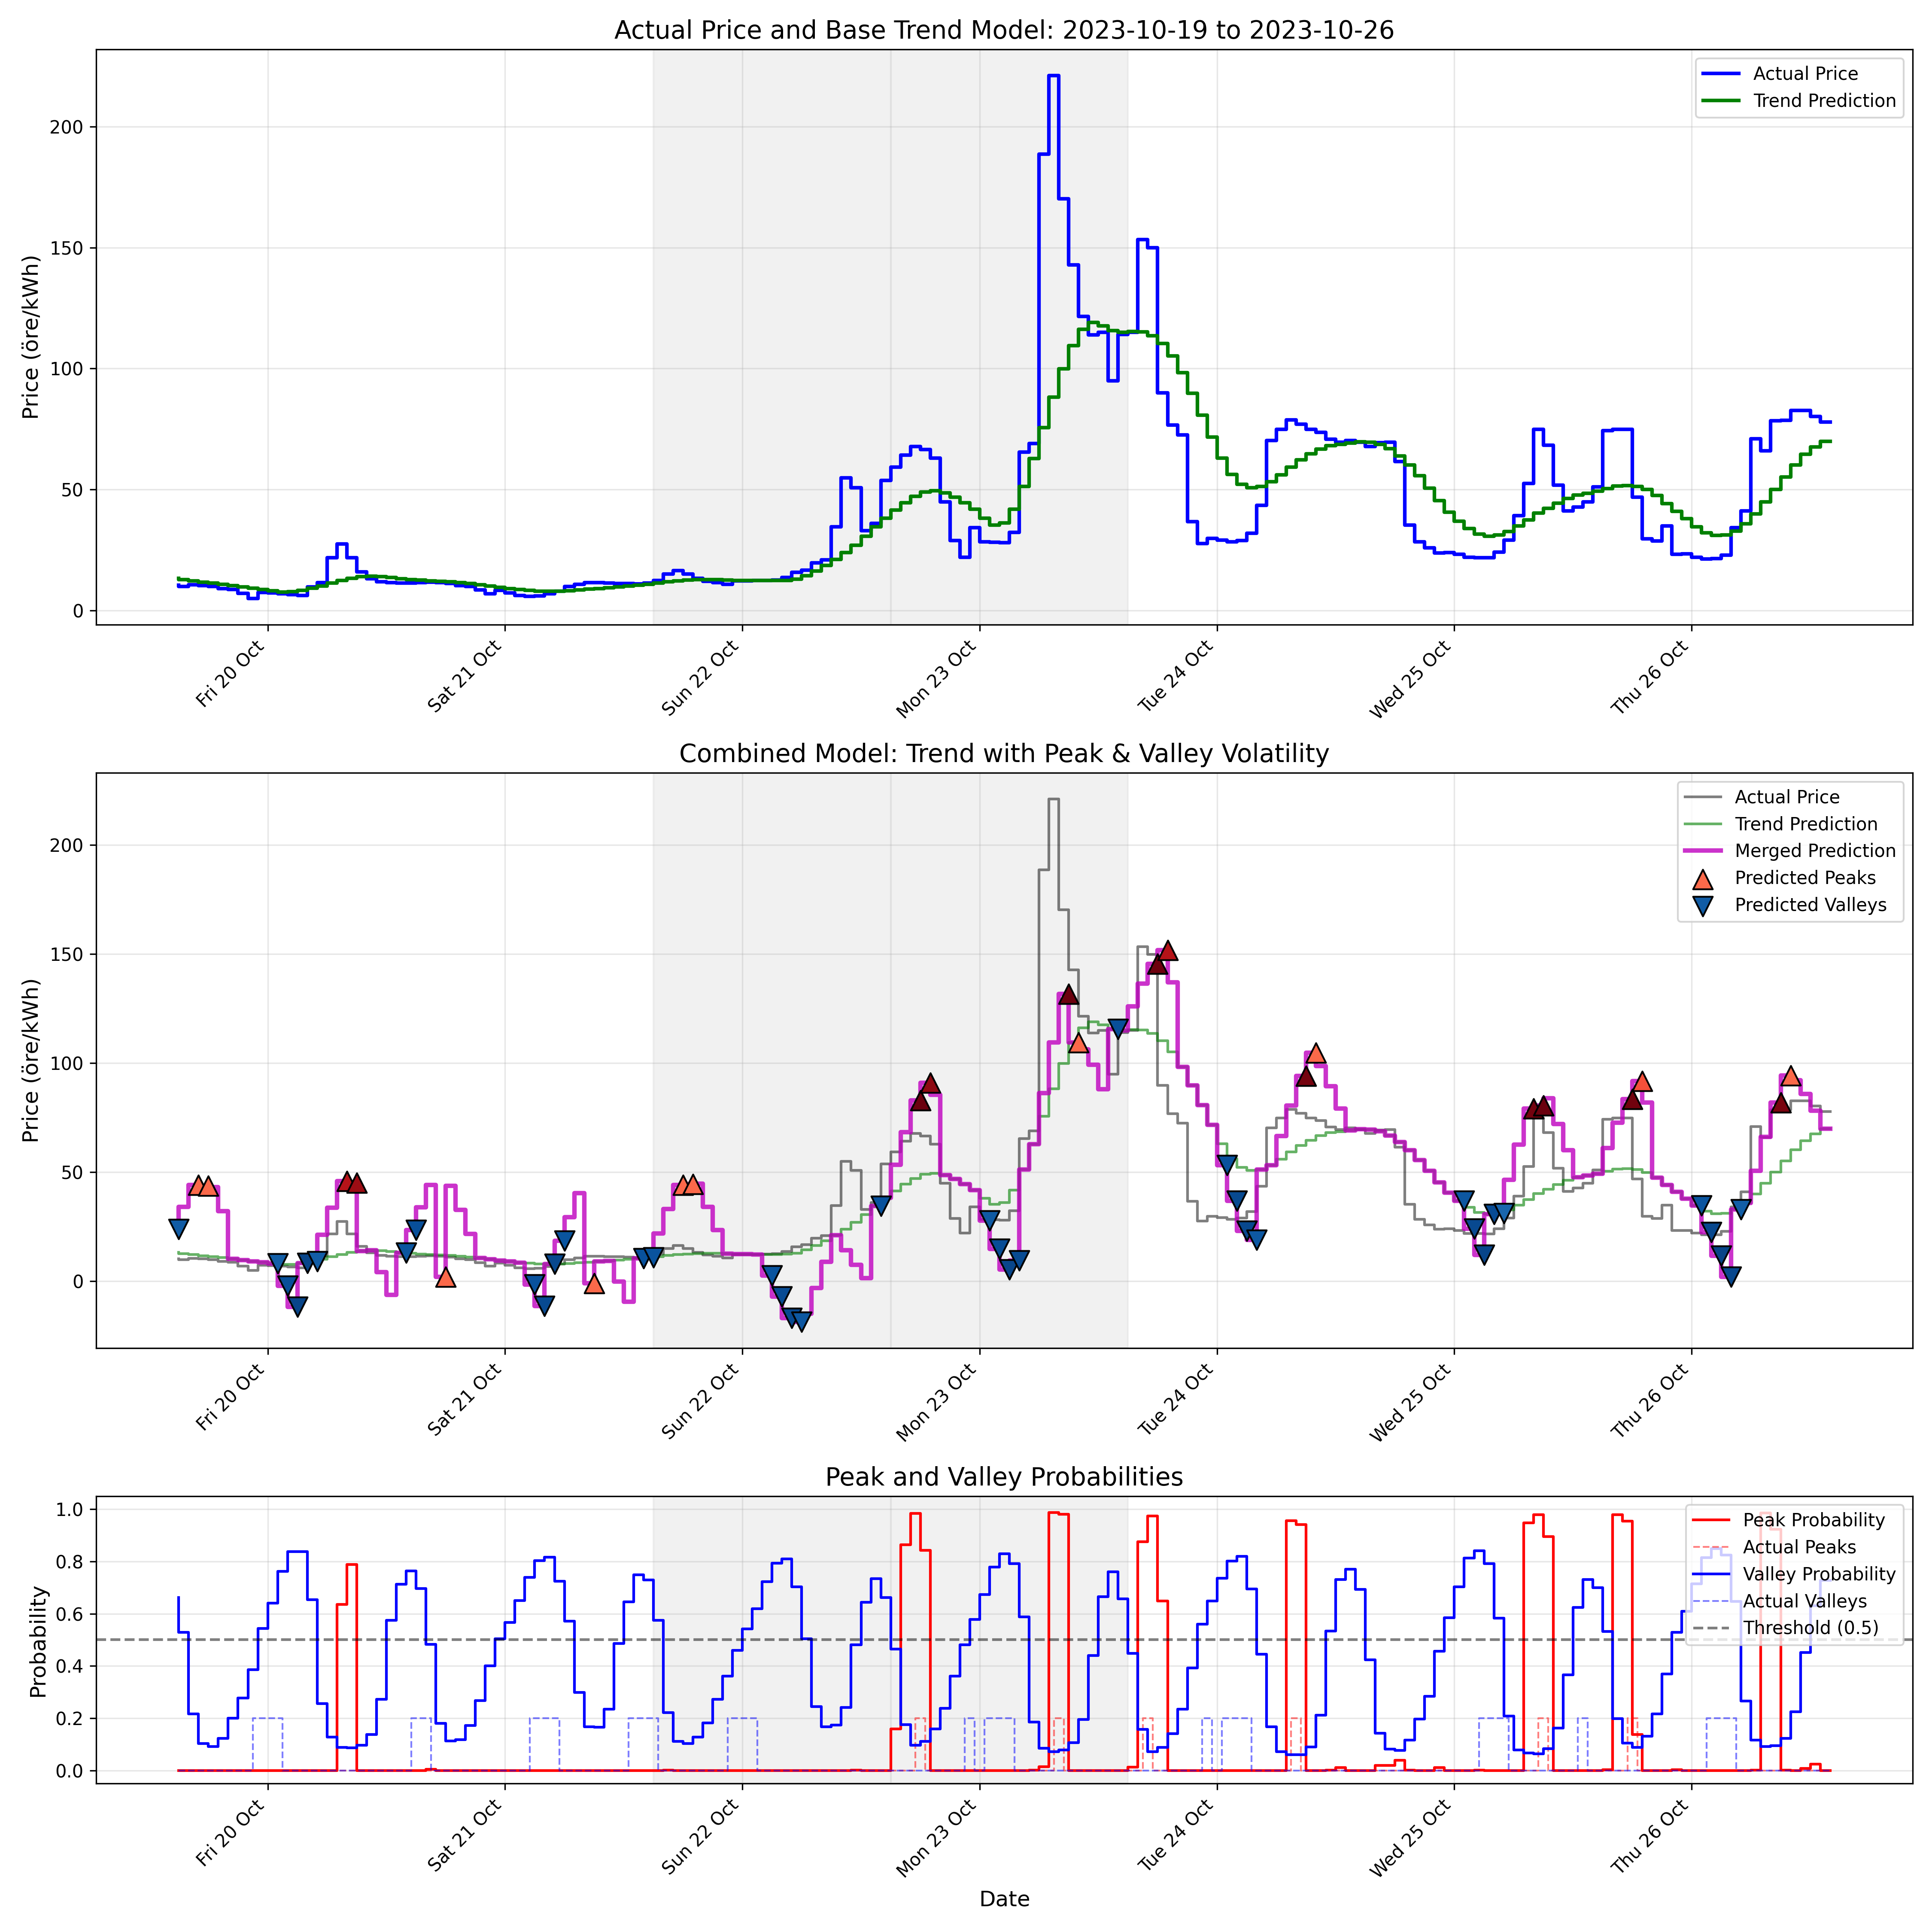 Actual Price and Base Trend Model: 2023-10-19 to 2023-10-26
Price (öre/kWh)
200
150
100
50
0
Actual Price
Trend Prediction
Fri 20 Oct
Sat 21 Oct
Sun 22 Oct
Mon 23 Oct
Tue 24 Oct
Wed 25 Oct
Thu 26 Oct
Combined Model: Trend with Peak & Valley Volatility
Price (öre/kWh)
200
150
100
50
0
Actual Price
Trend Prediction
Merged Prediction
Predicted Peaks
Predicted Valleys
Fri 20 Oct
Sat 21 Oct
Sun 22 Oct
Mon 23 Oct
Tue 24 Oct
Wed 25 Oct
Thu 26 Oct
Peak and Valley Probabilities
Probability
1.0
0.8
0.6
0.4
0.2
0.0
Peak Probability
Actual Peaks
Valley Probability
Actual Valleys
Threshold (0.5)
Fri 20 Oct
Sat 21 Oct
Sun 22 Oct
Mon 23 Oct
Tue 24 Oct
Wed 25 Oct
Thu 26 Oct
Date